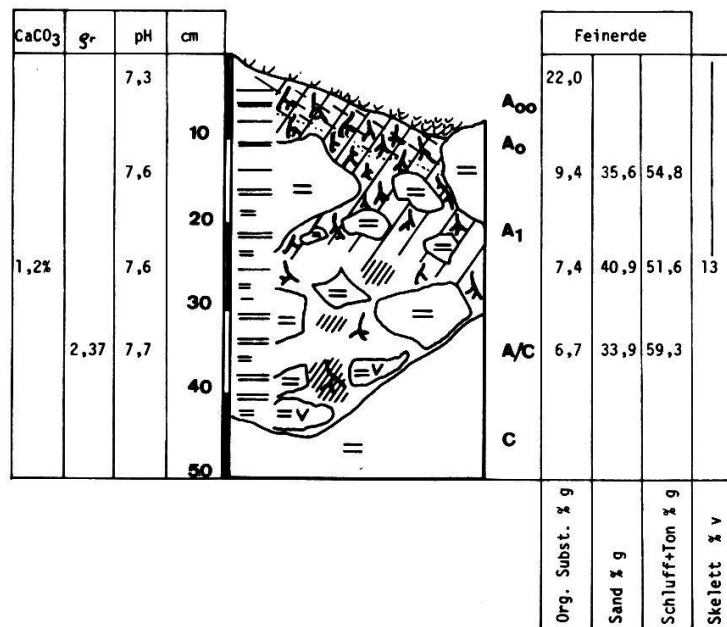 CaCO3 ϱr pH cm Feinerde
7,3 22,0
A00
10 A0
7,6 9,4 35,6 54,8
20 A1
1,2% 7,6 7,4 40,9 51,6 13
30
2,37 7,7 A/C 6,7 33,9 59,3
40 v
v C
50
Org. Subst. % g
Sand % g
Schluff+Ton % g
Skelett % v